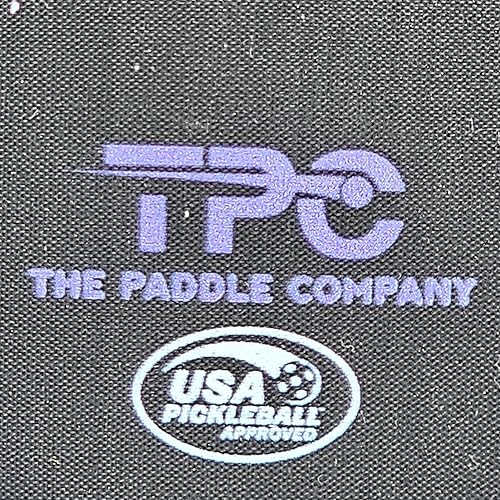 TPC
THE PADDLE COMPANY
USA
PICKLEBALL
APPROVED